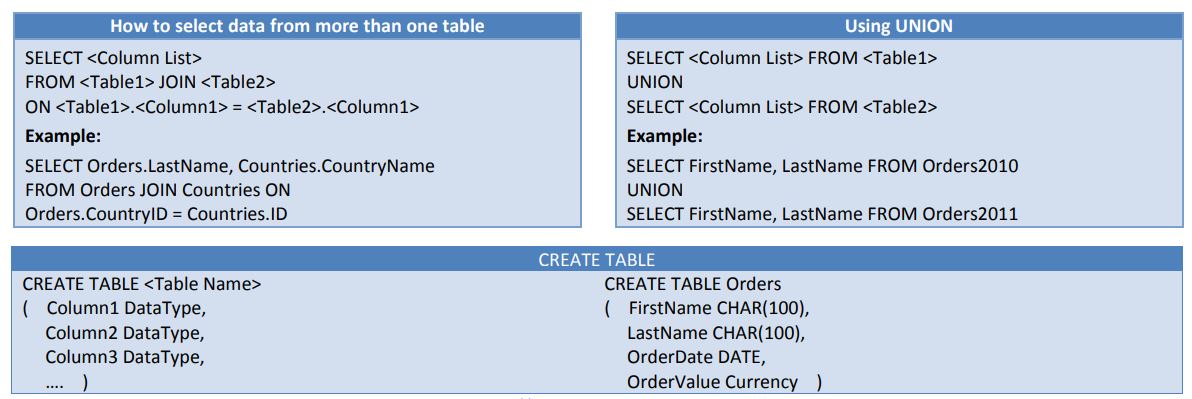 How to select data from more than one table
SELECT <Column List>
FROM <Table1> JOIN <Table2>
ON <Table1>.<Column1> = <Table2>.<Column1>
Example:
SELECT Orders.LastName, Countries.CountryName
FROM Orders JOIN Countries ON
Orders.CountryID = Countries.ID
Using UNION
SELECT <Column List> FROM <Table1>
UNION
SELECT <Column List> FROM <Table2>
Example:
SELECT FirstName, LastName FROM Orders2010
UNION
SELECT FirstName, LastName FROM Orders2011
CREATE TABLE
CREATE TABLE <Table Name>
( Column1 DataType,
Column2 DataType,
Column3 DataType,
.... )
CREATE TABLE Orders
( FirstName CHAR(100),
LastName CHAR(100),
OrderDate DATE,
OrderValue Currency )